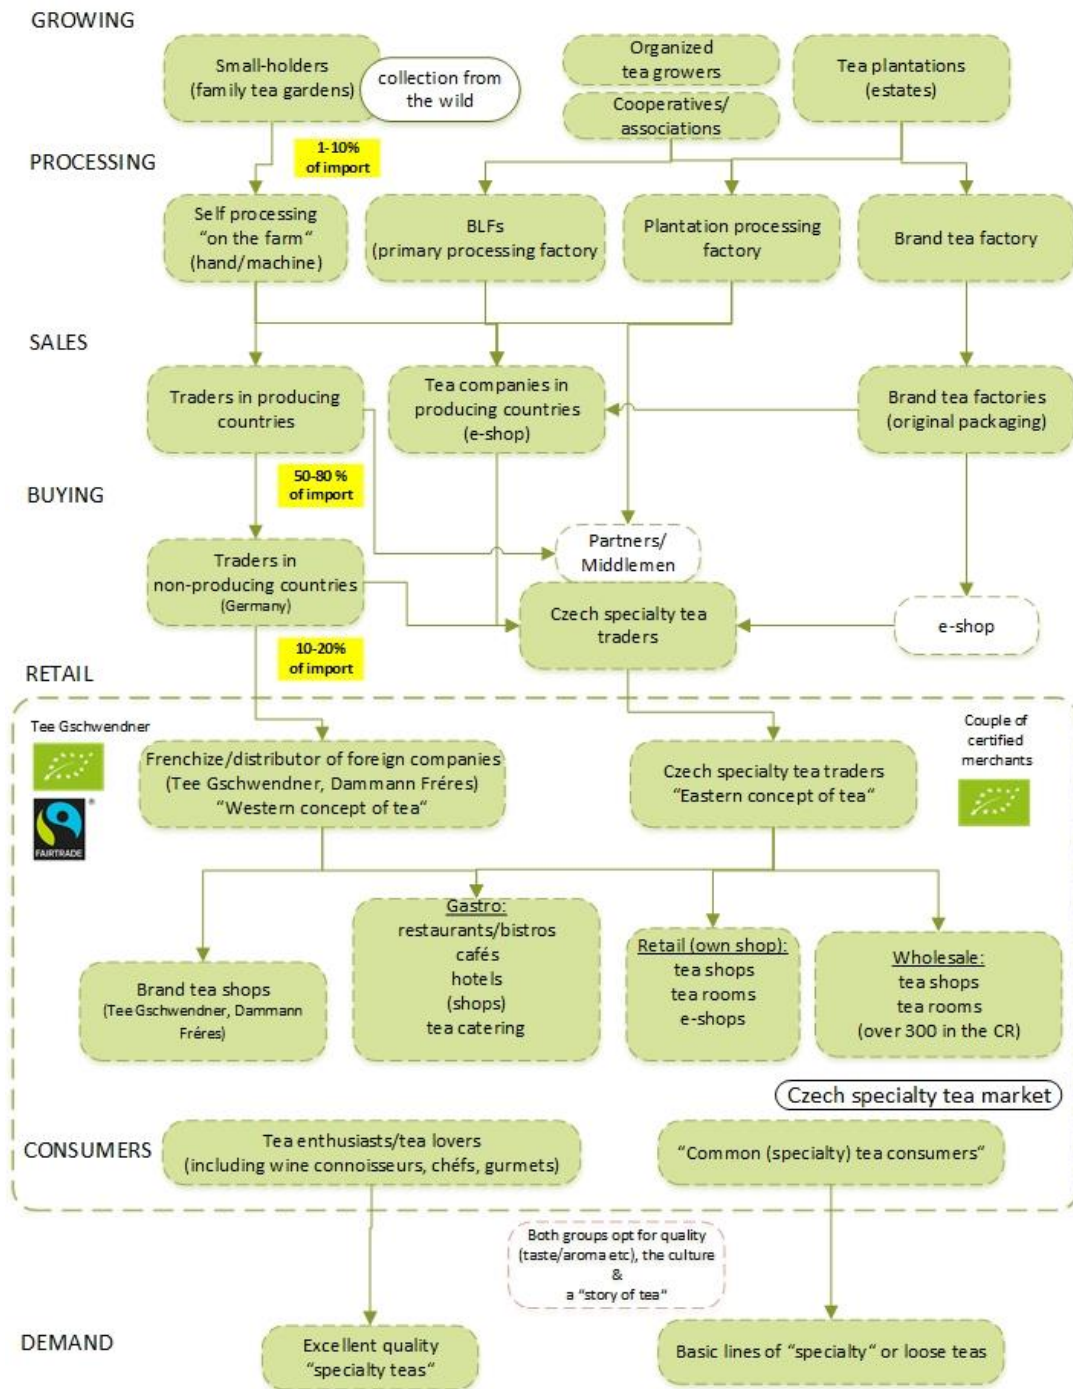 GROWING
Small-holders
(family tea gardens)
collection from
the wild
Organized
tea growers
Cooperatives/
associations
Tea plantations
(estates)
1-10%
of import
PROCESSING
Self processing
"on the farm"
(hand/machine)
BLFs
(primary processing factory
Plantation processing
factory
Brand tea factory
SALES
Traders in producing
countries
Tea companies in
producing countries
(e-shop)
Brand tea factories
(original packaging)
50-80 %
of import
BUYING
Traders in
non-producing countries
(Germany)
Partners/
Middlemen
Czech specialty tea
traders
e-shop
10-20%
of import
RETAIL
Tee Gschwendner
FAIRTRADE
®
Frenchize/distributor of foreign companies
(Tee Gschwendner, Dammann Fréres)
"Western concept of tea"
Czech specialty tea traders
"Eastern concept of tea"
Couple of
certified
merchants
Brand tea shops
(Tee Gschwendner, Dammann
Fréres)
Gastro:
restaurants/bistros
cafés
hotels
(shops)
tea catering
Retail (own shop):
tea shops
tea rooms
e-shops
Wholesale:
tea shops
tea rooms
(over 300 in the CR)
Czech specialty tea market
CONSUMERS
Tea enthusiasts/tea lovers
(including wine connoisseurs, chéfs, gurmets)
"Common (specialty) tea consumers"
Both groups opt for quality
(taste/aroma etc), the culture
&
a "story of tea"
DEMAND
Excellent quality
"specialty teas"
Basic lines of "specialty" or loose teas